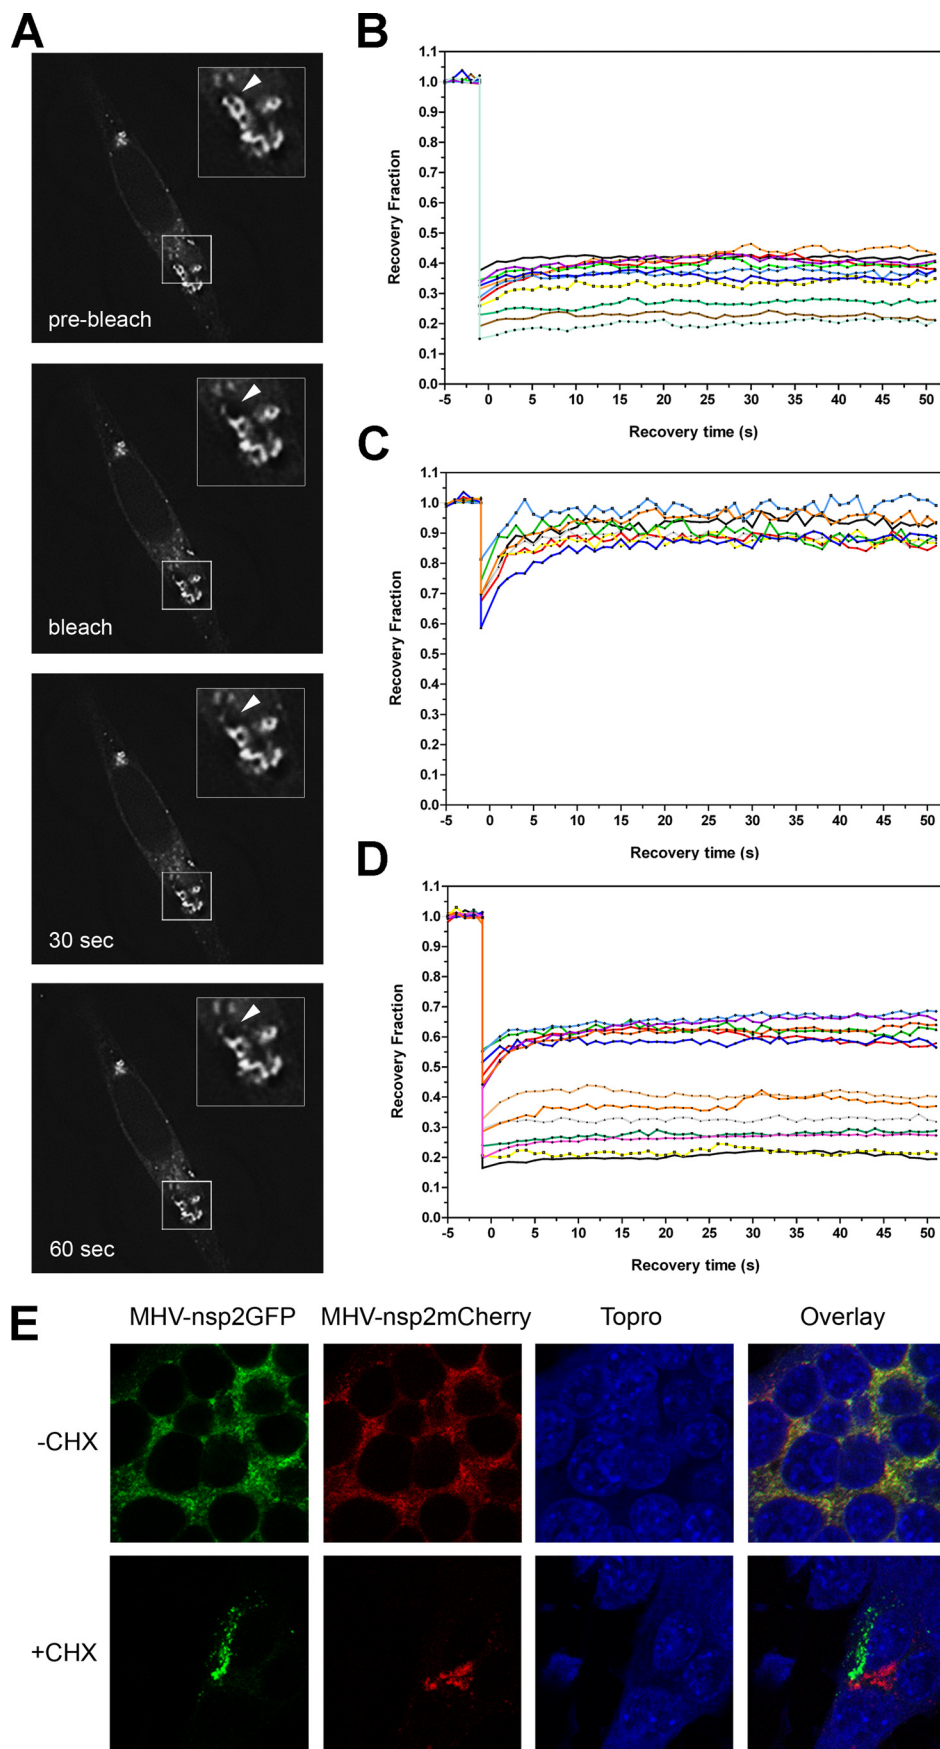 A
pre-bleach
bleach
30 sec
60 sec
B
Recovery Fraction
1.1
1.0
0.9
0.8
0.7
0.6
0.5
0.4
0.3
0.2
0.1
0.0
-5 0 5 10 15 20 25 30 35 40 45 50
Recovery time (s)
C
Recovery Fraction
1.1
1.0
0.9
0.8
0.7
0.6
0.5
0.4
0.3
0.2
0.1
0.0
-5 0 5 10 15 20 25 30 35 40 45 50
Recovery time (s)
D
Recovery Fraction
1.1
1.0
0.9
0.8
0.7
0.6
0.5
0.4
0.3
0.2
0.1
0.0
-5 0 5 10 15 20 25 30 35 40 45 50
Recovery time (s)
E
MHV-nsp2GFP MHV-nsp2mCherry Topro Overlay
-CHX
+CHX